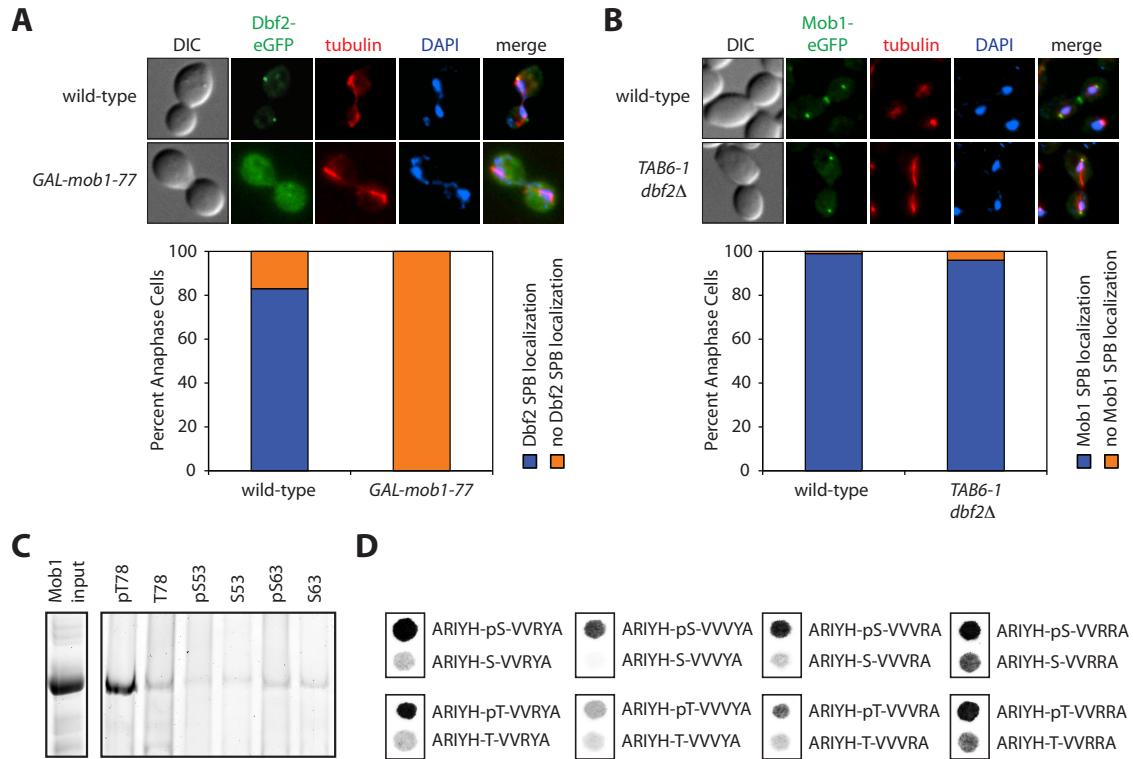 A
DIC
Dbf2-
eGFP
tubulin
DAPI
merge
wild-type
GAL-mob1-77
Percent Anaphase Cells
100
80
60
40
20
0
wild-type
GAL-mob1-77
Dbf2 SPB localization
no Dbf2 SPB localization
B
DIC
Mob1-
eGFP
tubulin
DAPI
merge
wild-type
TAB6-1
dbf2Δ
Percent Anaphase Cells
100
80
60
40
20
0
wild-type
TAB6-1
dbf2Δ
Mob1 SPB localization
no Mob1 SPB localization
C
Mob1
input
pT78
T78
pS53
S53
pS63
S63
D
ARIYH-pS-VVRYA
ARIYH-S-VVRYA
ARIYH-pS-VVVYA
ARIYH-S-VVVYA
ARIYH-pS-VVVRA
ARIYH-S-VVVRA
ARIYH-pS-VVRRA
ARIYH-S-VVRRA
ARIYH-pT-VVRYA
ARIYH-T-VVRYA
ARIYH-pT-VVVYA
ARIYH-T-VVVYA
ARIYH-pT-VVVRA
ARIYH-T-VVVRA
ARIYH-pT-VVRRA
ARIYH-T-VVRRA